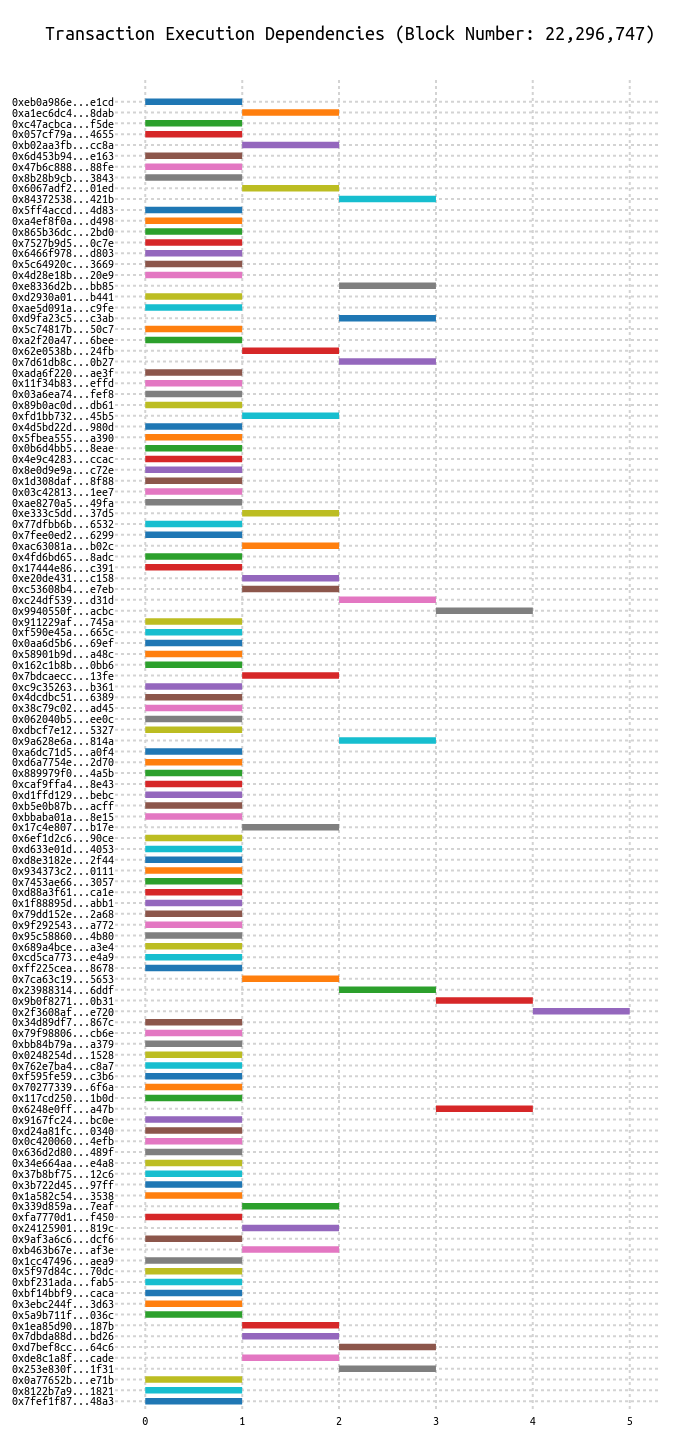 Transaction Execution Dependencies (Block Number: 22,296,747)
0xeb0a986e...e1cd
0xa1ec6dc4...8dab
0xc47acbca...f5de
0x057cf79a...4655
0xb02aa3fb...cc8a
0x6d453b94...e163
0x47b6c888...88fe
0x8b28b9cb...3843
0x6067adf2...01ed
0x84372538...421b
0x5ff4accd...4d83
0xa4ef8f0a...d498
0x865b36dc...2bd0
0x7527b9d5...0c7e
0x6466f978...d803
0x5c64920c...3669
0x4d28e18b...20e9
0xe8336d2b...bb85
0xd2930a01...b441
0xae5d091a...c9fe
0xd9fa23c5...c3ab
0x5c74817b...50c7
0xa2f20a47...6bee
0x62e0538b...24fb
0x7d61db8c...0b27
0xada6f220...ae3f
0x11f34b83...effd
0x03a6ea74...fef8
0x89b0ac0d...db61
0xfd1bb732...45b5
0x4d5bd22d...980d
0x5fbea555...a390
0x0b6d4bb5...8eae
0x4e9c4283...ccac
0x8e0d9e9a...c72e
0x1d308daf...8f88
0x03c42813...1ee7
0xae8270a5...49fa
0xe333c5dd...37d5
0x77dfbb6b...6532
0x7fee0ed2...6299
0xac63081a...b02c
0x4fd6bd65...8adc
0x17444e86...c391
0xe20de431...c158
0xc53608b4...e7eb
0xc24df539...d31d
0x9940550f...acbc
0x911229af...745a
0xf590e45a...665c
0x0aa6d5b6...69ef
0x58901b9d...a48c
0x162c1b8b...0bb6
0x7bdcaecc...13fe
0xc9c35263...b361
0x4dcdbc51...6389
0x38c79c02...ad45
0x062040b5...ee0c
0xdbcf7e12...5327
0x9a628e6a...814a
0xa6dc71d5...a0f4
0xd6a7754e...2d70
0x889979f0...4a5b
0xcaf9ffa4...8e43
0xd1ffd129...bebc
0xb5e0b87b...acff
0xbbaba01a...8e15
0x17c4e807...b17e
0x6ef1d2c6...90ce
0xd633e01d...4053
0xd8e3182e...2f44
0x934373c2...0111
0x7453ae66...3057
0xd88a3f61...ca1e
0x1f88895d...abb1
0x79dd152e...2a68
0x9f292543...a772
0x95c58860...4b80
0x689a4bce...a3e4
0xcd5ca773...e4a9
0xff225cea...8678
0x7ca63c19...5653
0x23988314...6ddf
0x9b0f8271...0b31
0x2f3608af...e720
0x34d89df7...867c
0x79f98806...cb6e
0xbb84b79a...a379
0x0248254d...1528
0x762e7ba4...c8a7
0xf595fe59...c3b6
0x70277339...6f6a
0x117cd250...1b0d
0x6248e0ff...a47b
0x9167fc24...bc0e
0xd24a81fc...0340
0x0c420060...4efb
0x636d2d80...489f
0x34e664aa...e4a8
0x37b8bf75...12c6
0x3b722d45...97ff
0x1a582c54...3538
0x339d859a...7eaf
0xfa7770d1...f450
0x24125901...819c
0x9af3a6c6...dcf6
0xb463b67e...af3e
0x1cc47496...aea9
0x5f97d84c...70dc
0xbf231ada...fab5
0xbf14bbf9...caca
0x3ebc244f...3d63
0x5a9b711f...036c
0x1ea85d90...187b
0x7dbda88d...bd26
0xd7bef8cc...64c6
0xde8c1a8f...cade
0x253e830f...1f31
0x0a77652b...e71b
0x8122b7a9...1821
0x7fef1f87...48a3
0 1 2 3 4 5